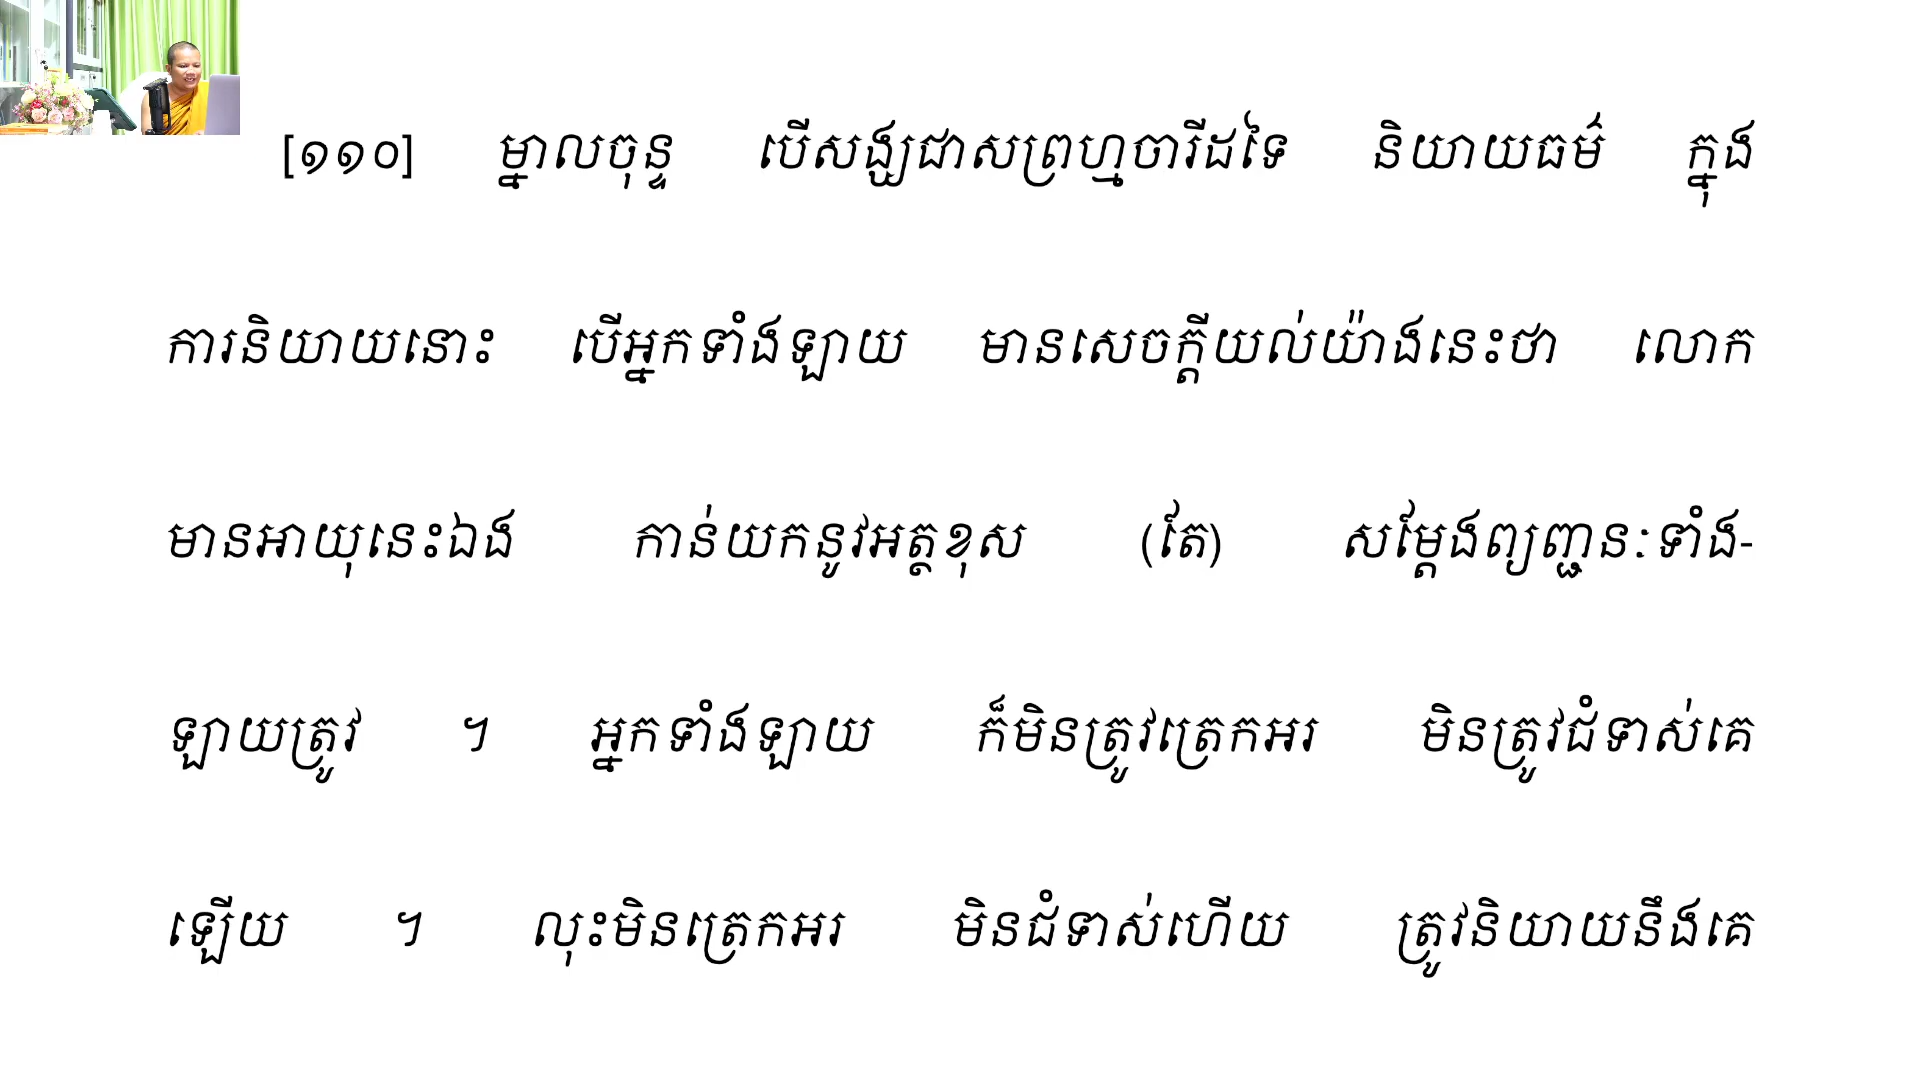 [១១០] ម្នាលចុន្ទ បើសង្ឃជាសព្រហ្មចារីដទៃ និយាយធម៌ ក្នុង
ការនិយាយនោះ បើអ្នកទាំងឡាយ មានសេចក្តីយល់យ៉ាងនេះថា លោក
មានអាយុនេះឯង កាន់យកនូវអត្ថខុស (តែ) សម្តែងព្យញ្ជនៈទាំង-
ឡាយត្រូវ ។ អ្នកទាំងឡាយ ក៏មិនត្រូវត្រេកអរ មិនត្រូវជំទាស់គេ
ឡើយ ។ លុះមិនត្រេកអរ មិនជំទាស់ហើយ ត្រូវនិយាយនឹងគេ